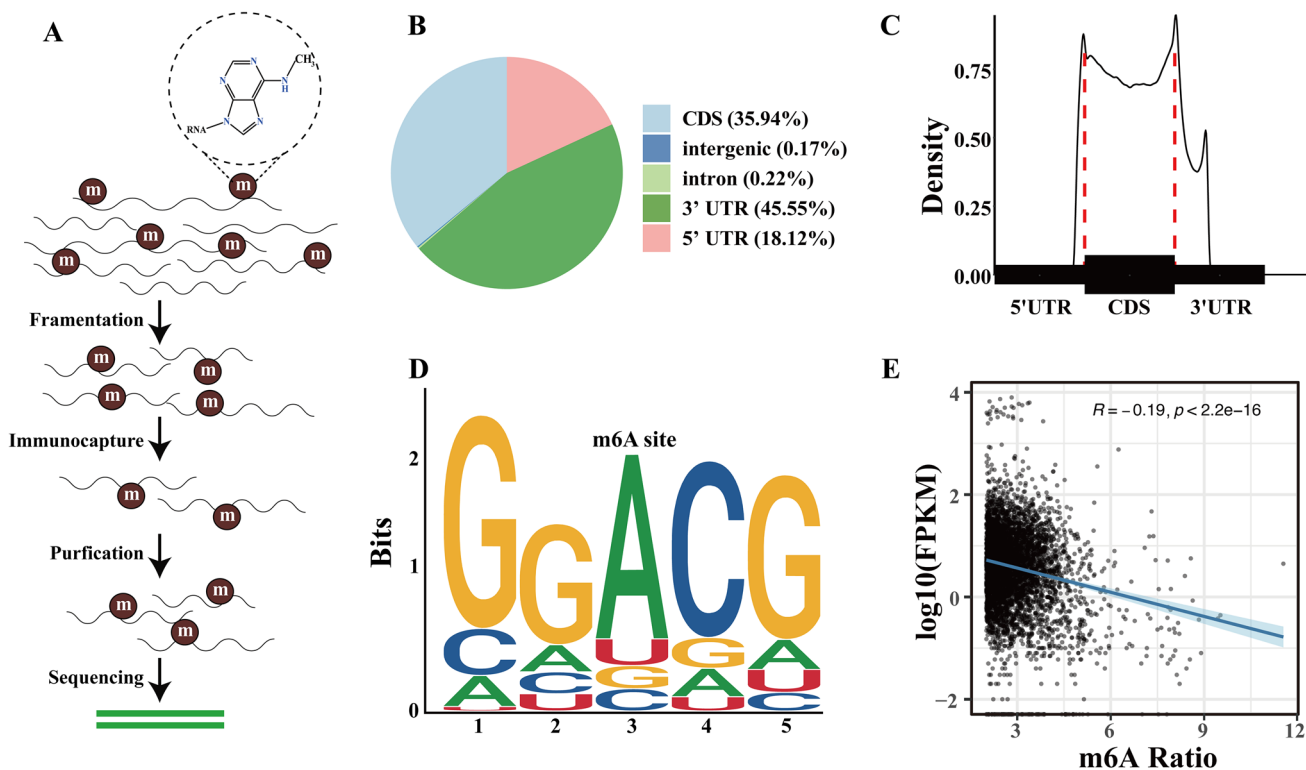 A
CH3
N
N
N
H
N
N
RNA
m
m
m
m
m
m
Framentation
m
m
m
m
Immunocapture
m
m
Purfication
m
m
m
Sequencing
B
CDS (35.94%)
intergenic (0.17%)
intron (0.22%)
3' UTR (45.55%)
5' UTR (18.12%)
C
Density
0.75
0.50
0.25
0.00
5'UTR CDS 3'UTR
D
Bits
2
1
0
m6A site
G G A C G
C A U G A
A C G A U
U U C U C
1 2 3 4 5
E
log10(FPKM)
4
2
0
−2
R = −0.19, p < 2.2e−16
3 6 9 12
m6A Ratio